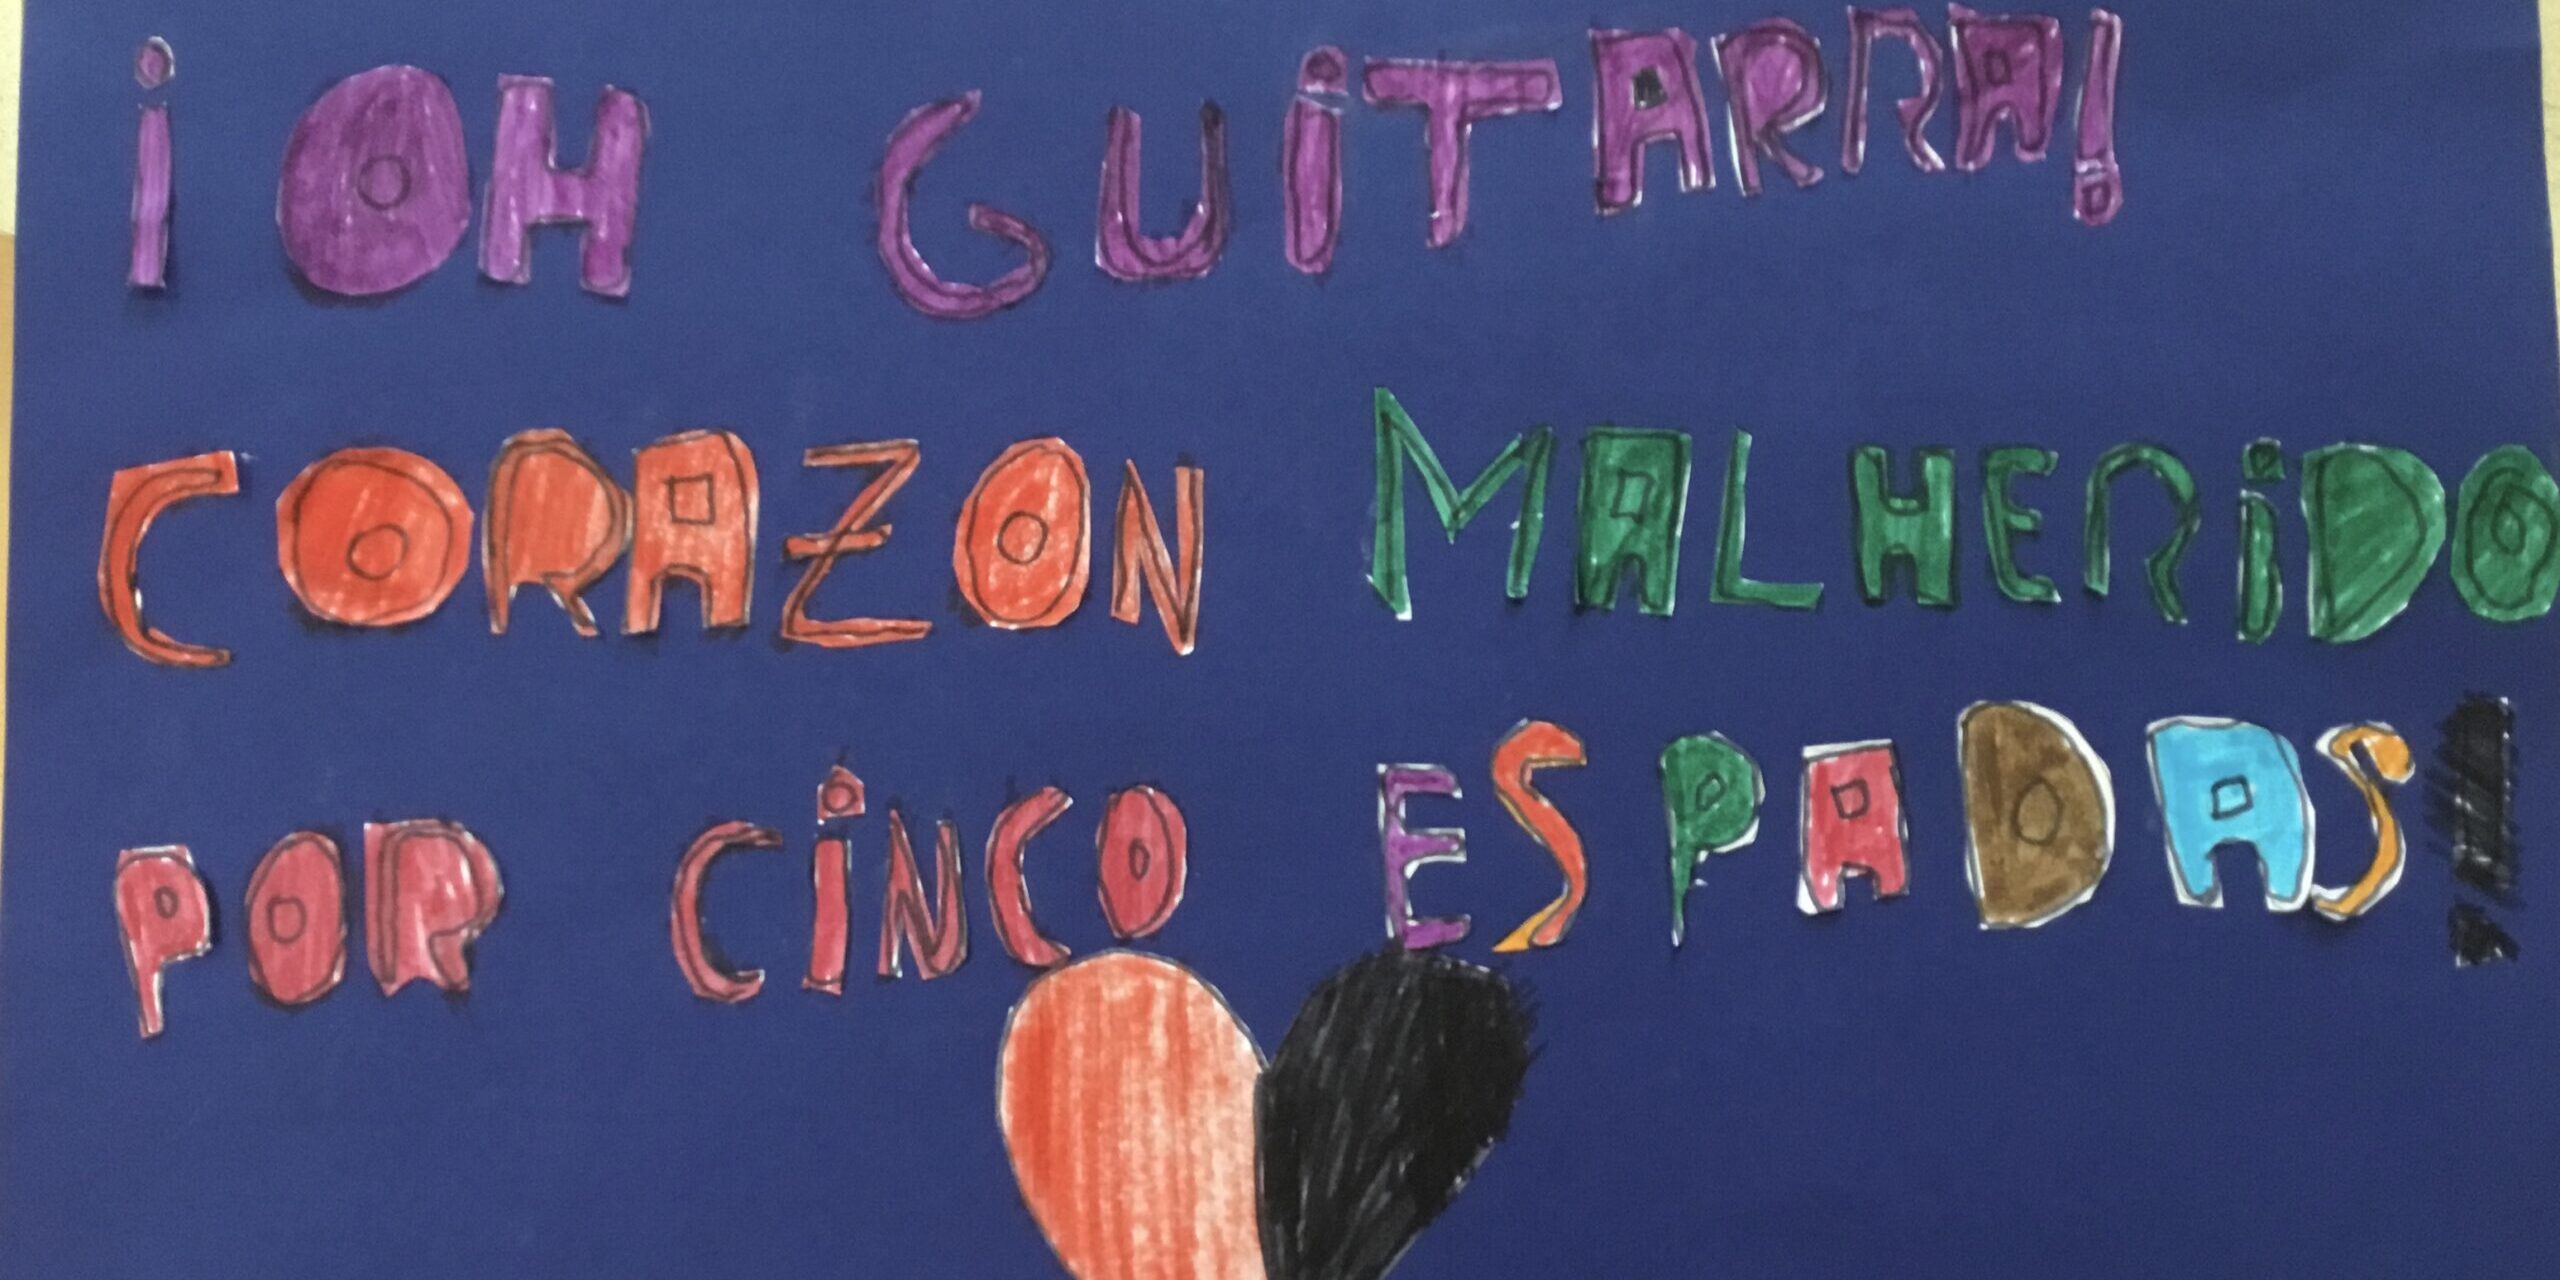 ¡OH GUiTARRA!
CORAZON MALHERiDO
POR CiNCO ESPADAS!